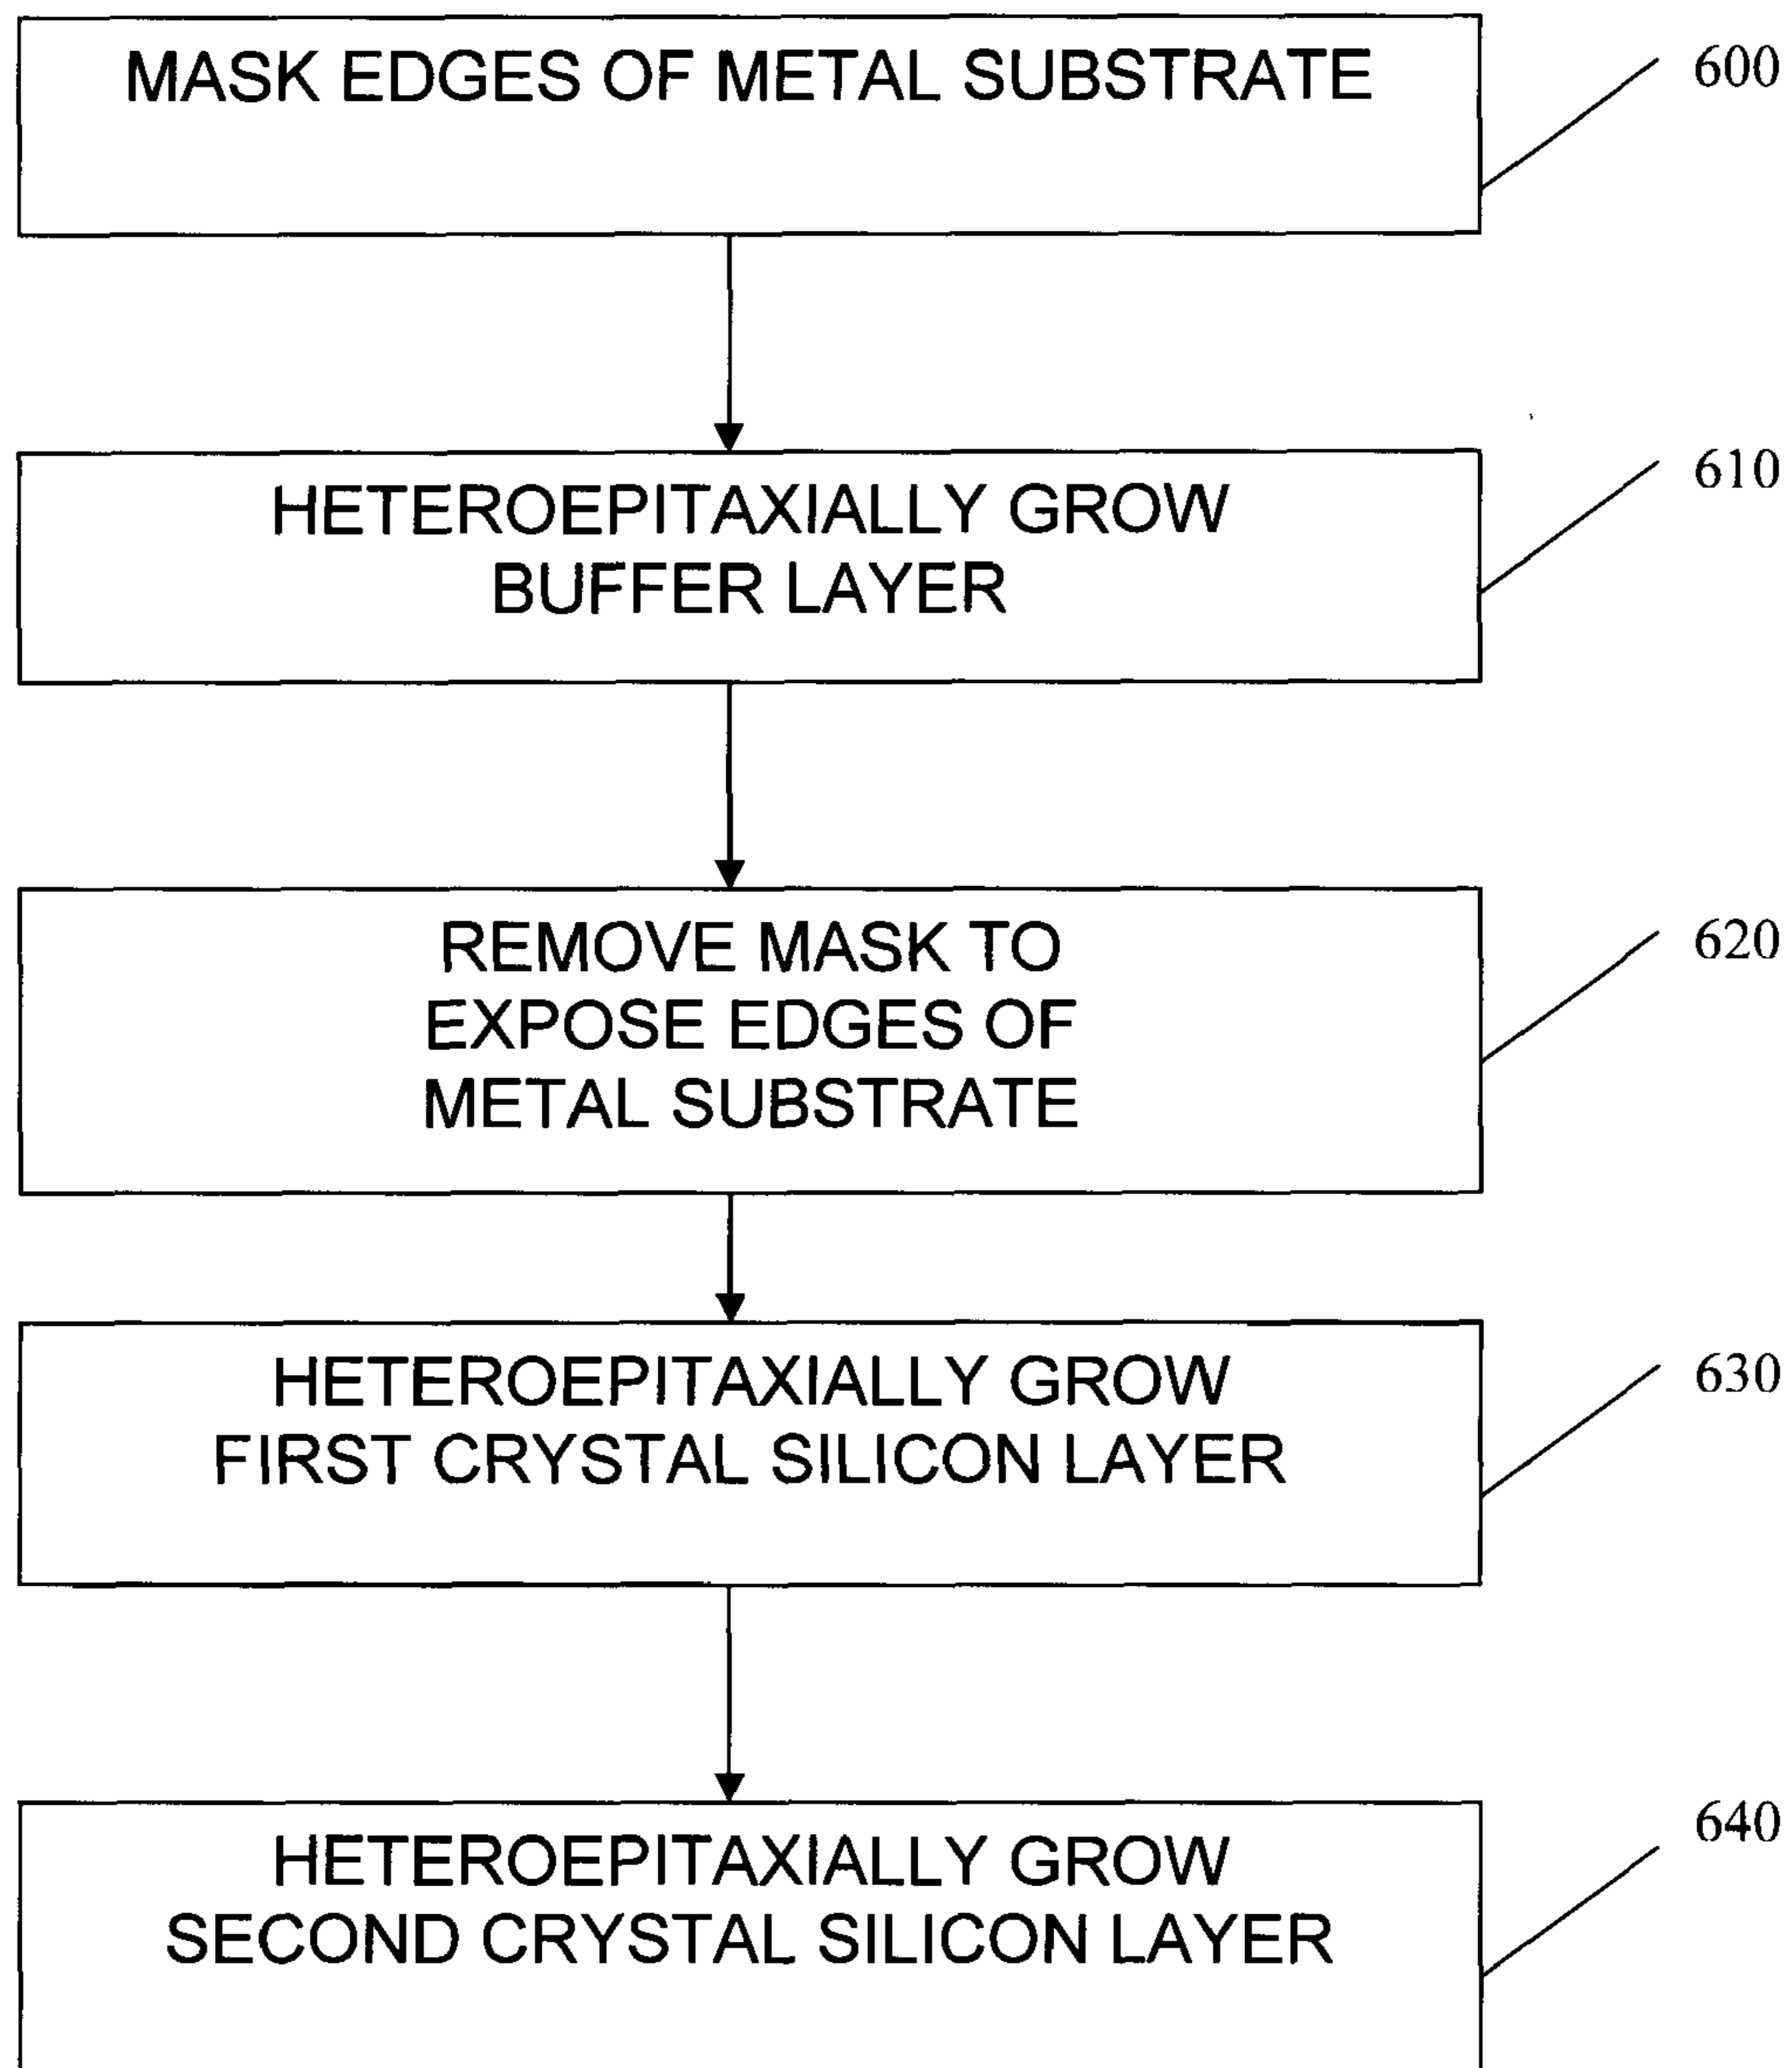 MASK EDGES OF METAL SUBSTRATE
600
HETEROEPITAXIALLY GROW
BUFFER LAYER
610
REMOVE MASK TO
EXPOSE EDGES OF
METAL SUBSTRATE
620
HETEROEPITAXIALLY GROW
FIRST CRYSTAL SILICON LAYER
630
HETEROEPITAXIALLY GROW
SECOND CRYSTAL SILICON LAYER
640